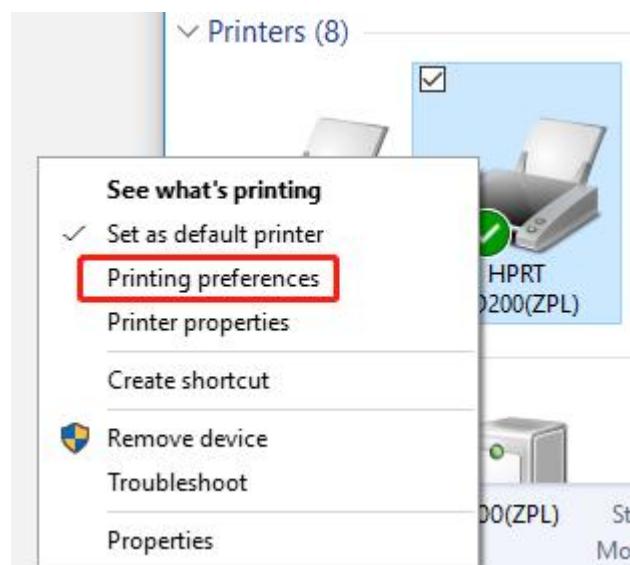 Printers (8)
See what's printing
Set as default printer
Printing preferences
Printer properties
Create shortcut
Remove device
Troubleshoot
Properties
HPRT
200(ZPL)
00(ZPL)
St
Mo